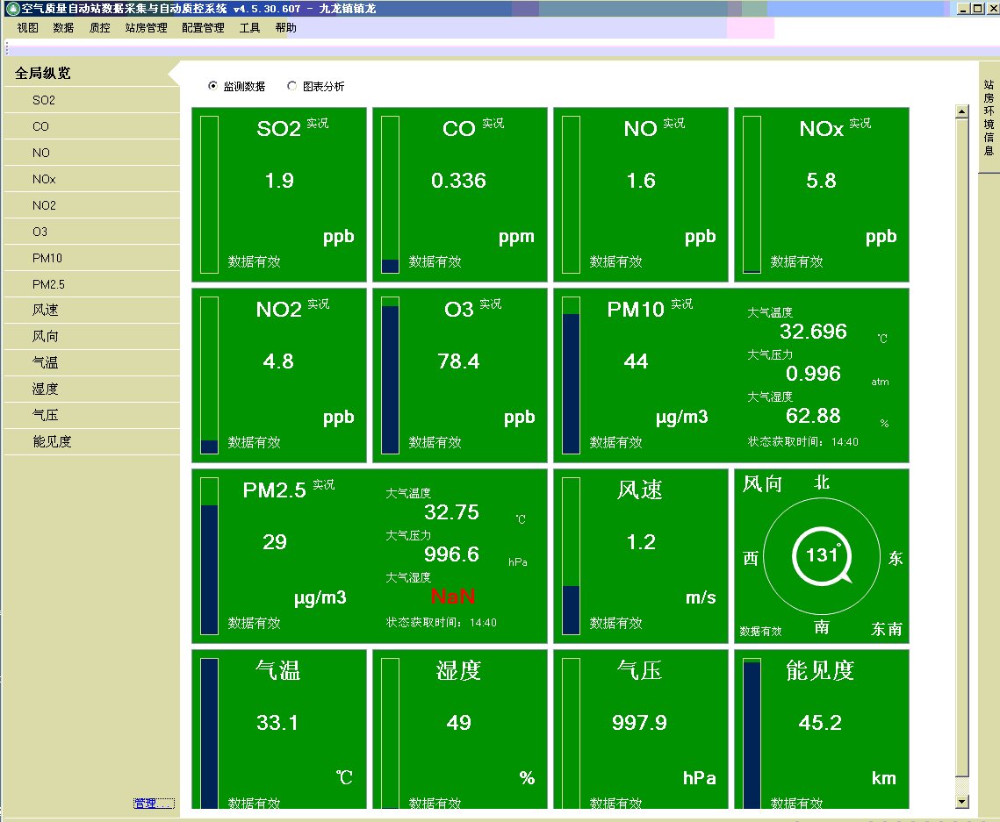 空气质量自动站数据采集与自动质控系统 v4.5.30.607 - 九龙镇镇龙
视图 数据 质控 站房管理 配置管理 工具 帮助
全局纵览
SO2
CO
NO
NOx
NO2
O3
PM10
PM2.5
风速
风向
气温
湿度
气压
能见度
管理...
监测数据 图表分析
SO2 实况
1.9
ppb
数据有效
CO 实况
0.336
ppm
数据有效
NO 实况
1.6
ppb
数据有效
NOx 实况
5.8
ppb
数据有效
NO2 实况
4.8
ppb
数据有效
O3 实况
78.4
ppb
数据有效
PM10 实况
44
µg/m3
数据有效
大气温度
32.696 ℃
大气压力
0.996 atm
大气湿度
62.88 %
状态获取时间: 14:40
PM2.5 实况
29
µg/m3
数据有效
大气温度
32.75 ℃
大气压力
996.6 hPa
大气湿度
NaN
状态获取时间: 14:40
风速
1.2
m/s
数据有效
风向 北
西 131° 东
南
数据有效 东南
气温
33.1
℃
数据有效
湿度
49
%
数据有效
气压
997.9
hPa
数据有效
能见度
45.2
km
数据有效
站房环境信息